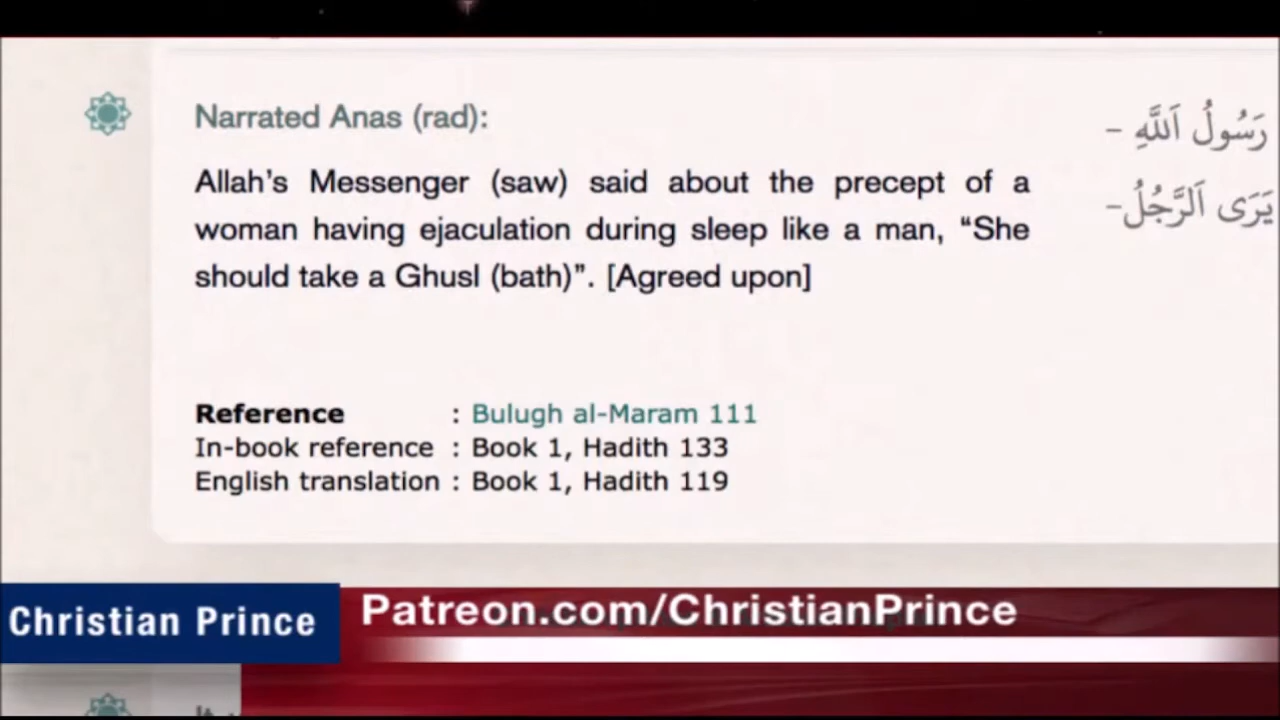 Narrated Anas (rad):
رَسُولُ اَللَّهِ -
Allah's Messenger (saw) said about the precept of a
يَرَى اَلرَّجُلُ-
woman having ejaculation during sleep like a man, “She
should take a Ghusl (bath)”. [Agreed upon]
Reference : Bulugh al-Maram 111
In-book reference : Book 1, Hadith 133
English translation : Book 1, Hadith 119
Christian Prince
Patreon.com/ChristianPrince